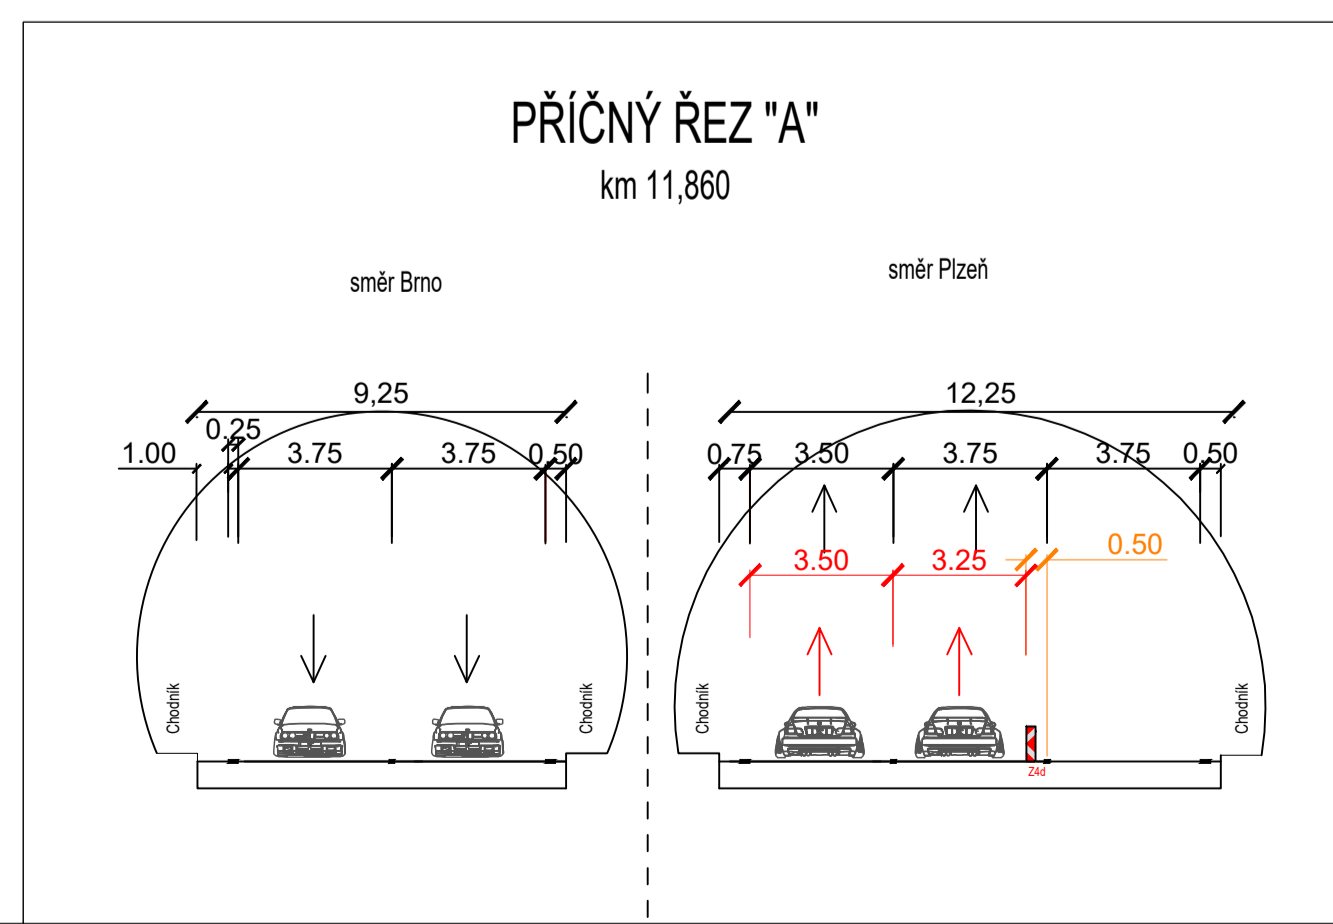 PŘÍČNÝ ŘEZ "A"
km 11,860
směr Brno
směr Plzeň
9,25
12,25
1.00
0.25
3.75
3.75
0.50
0.75
3.50
3.75
3.75
0.50
3.50
3.25
0.50
Chodník
Chodník
Chodník
Chodník
Z4d